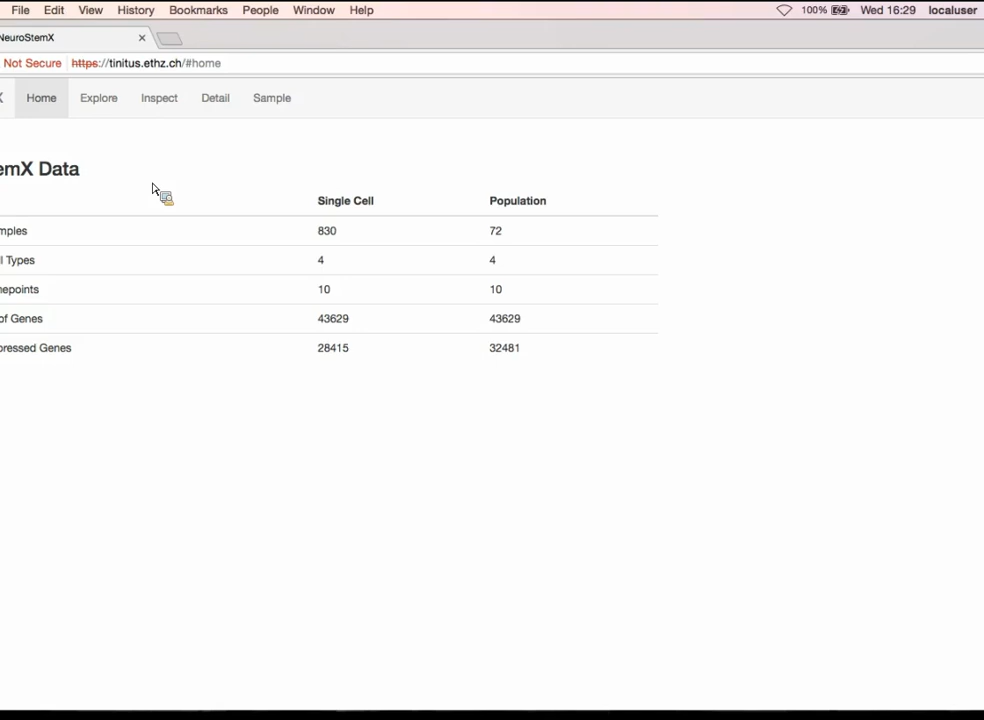 File Edit View History Bookmarks People Window Help 100% Wed 16:29 localuser
NeuroStemX
Not Secure https://tinitus.ethz.ch/#home
X Home Explore Inspect Detail Sample
emX Data
Single Cell Population
mples 830 72
l Types 4 4
nepoints 10 10
of Genes 43629 43629
pressed Genes 28415 32481